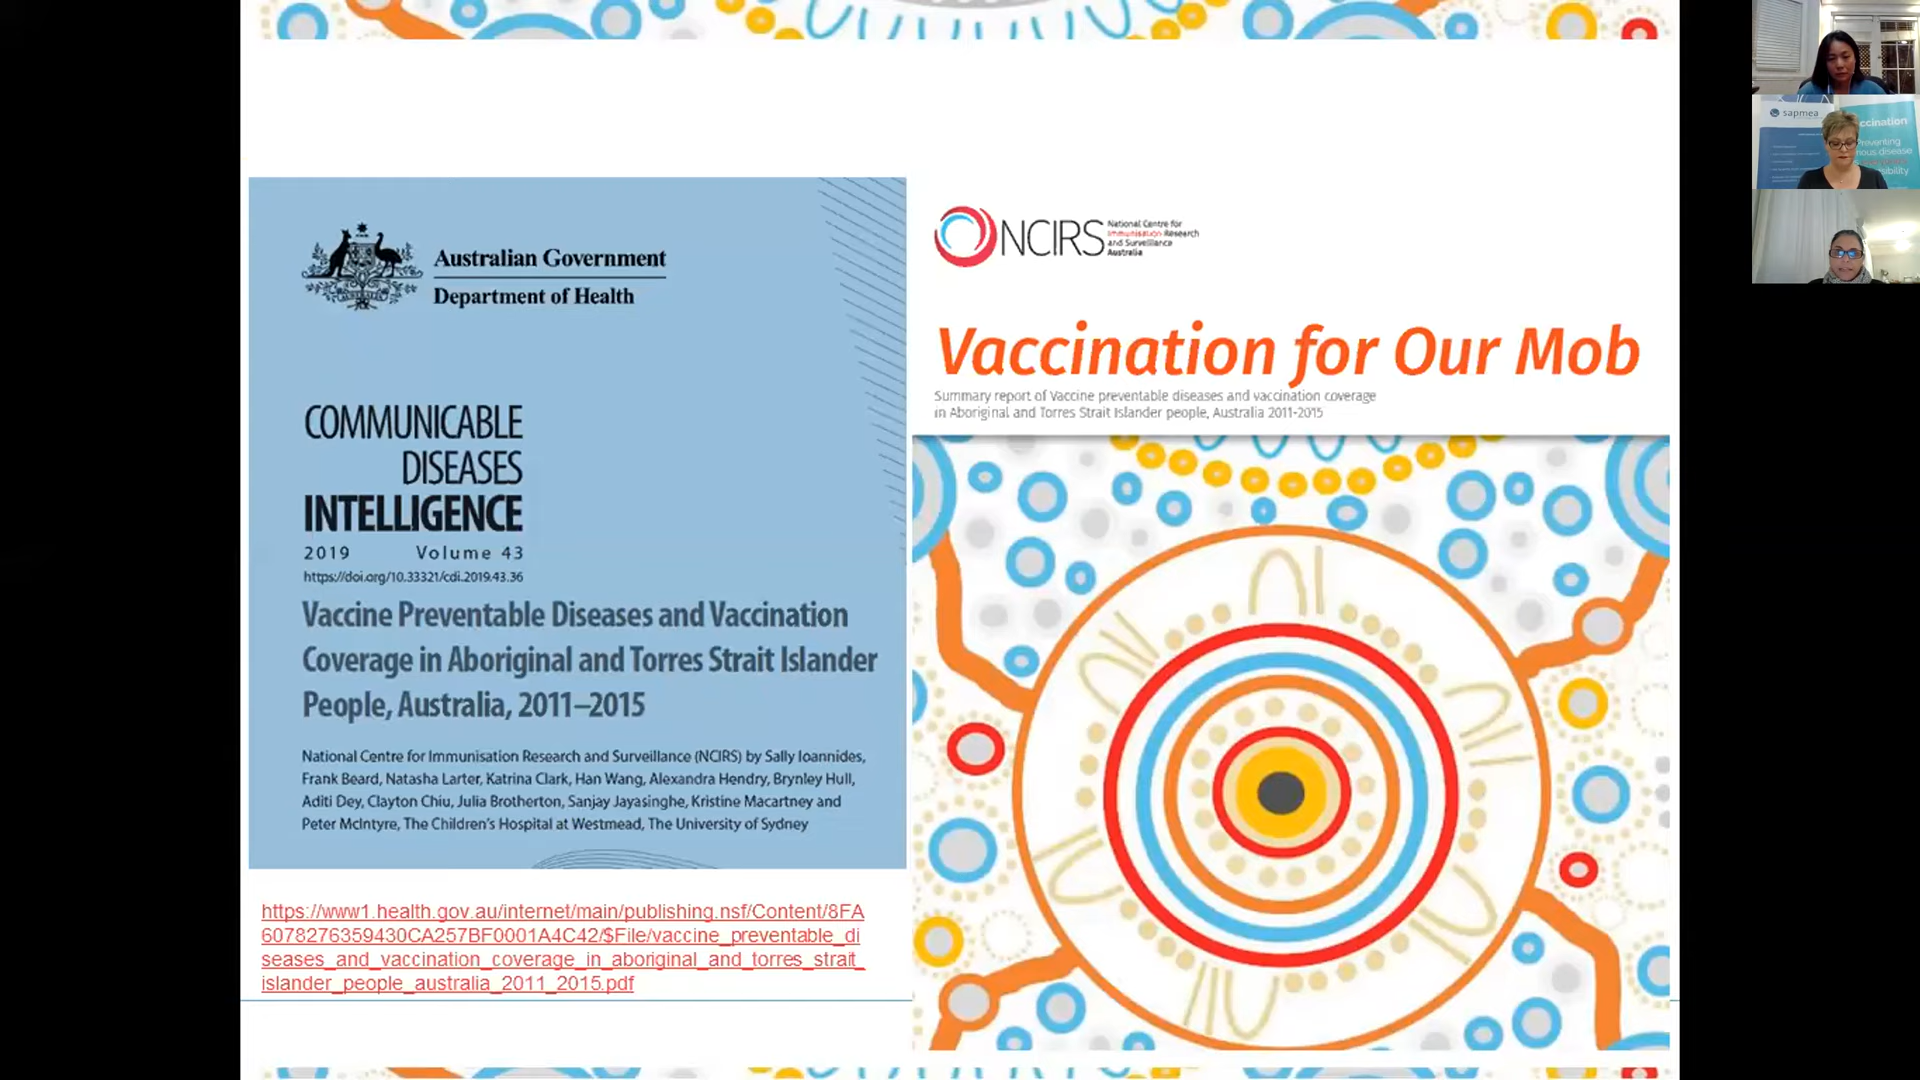 Australian Government
Department of Health
COMMUNICABLE
DISEASES
INTELLIGENCE
2019 Volume 43
https://doi.org/10.33321/cdi.2019.43.36
Vaccine Preventable Diseases and Vaccination
Coverage in Aboriginal and Torres Strait Islander
People, Australia, 2011–2015
National Centre for Immunisation Research and Surveillance (NCIRS) by Sally Ioannides,
Frank Beard, Natasha Larter, Katrina Clark, Han Wang, Alexandra Hendry, Brynley Hull,
Aditi Dey, Clayton Chiu, Julia Brotherton, Sanjay Jayasinghe, Kristine Macartney and
Peter McIntyre, The Children's Hospital at Westmead, The University of Sydney
https://www1.health.gov.au/internet/main/publishing.nsf/Content/8FA
6078276359430CA257BF0001A4C42/$File/vaccine_preventable_di
seases_and_vaccination_coverage_in_aboriginal_and_torres_strait_
islander_people_australia_2011_2015.pdf
NCIRS
National Centre for
Immunisation Research
and Surveillance
Australia
Vaccination for Our Mob
Summary report of Vaccine preventable diseases and vaccination coverage
in Aboriginal and Torres Strait Islander people, Australia 2011-2015
sapmea
ccination